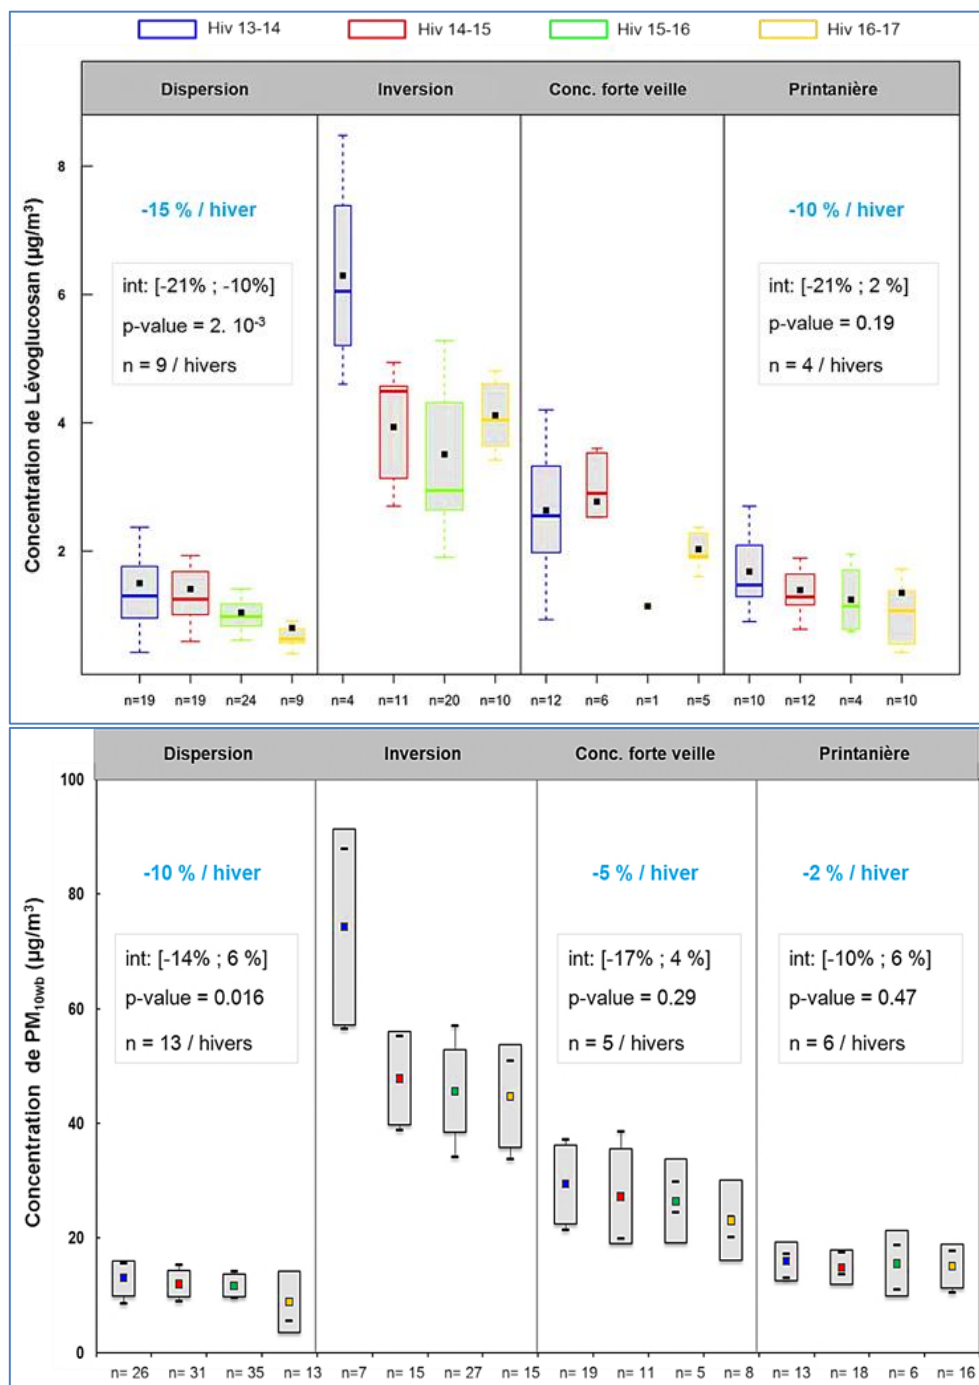 Hiv 13-14 Hiv 14-15 Hiv 15-16 Hiv 16-17
Dispersion Inversion Conc. forte veille Printanière
Concentration de Lévoglucosan (µg/m³)
8
6
4
2
-15 % / hiver
int: [-21% ; -10%]
p-value = 2. 10⁻³
n = 9 / hivers
-10 % / hiver
int: [-21% ; 2 %]
p-value = 0.19
n = 4 / hivers
n=19 n=19 n=24 n=9 n=4 n=11 n=20 n=10 n=12 n=6 n=1 n=5 n=10 n=12 n=4 n=10
Dispersion Inversion Conc. forte veille Printanière
Concentration de PM₁₀wb (µg/m³)
100
80
60
40
20
0
-10 % / hiver
int: [-14% ; 6 %]
p-value = 0.016
n = 13 / hivers
-5 % / hiver
int: [-17% ; 4 %]
p-value = 0.29
n = 5 / hivers
-2 % / hiver
int: [-10% ; 6 %]
p-value = 0.47
n = 6 / hivers
n= 26 n= 31 n= 35 n= 13 n=7 n= 15 n= 27 n= 15 n= 19 n= 11 n= 5 n= 8 n= 13 n= 18 n= 6 n= 16